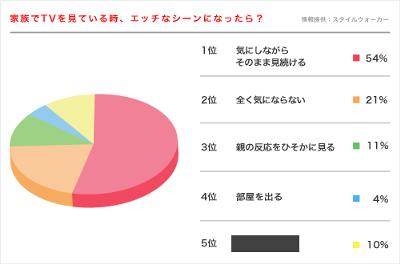 家族でTVを見ている時、エッチなシーンになったら？
情報提供：スタイルウォーカー
1位 気にしながら
そのまま見続ける 54%
2位 全く気にならない 21%
3位 親の反応をひそかに見る 11%
4位 部屋を出る 4%
5位 10%